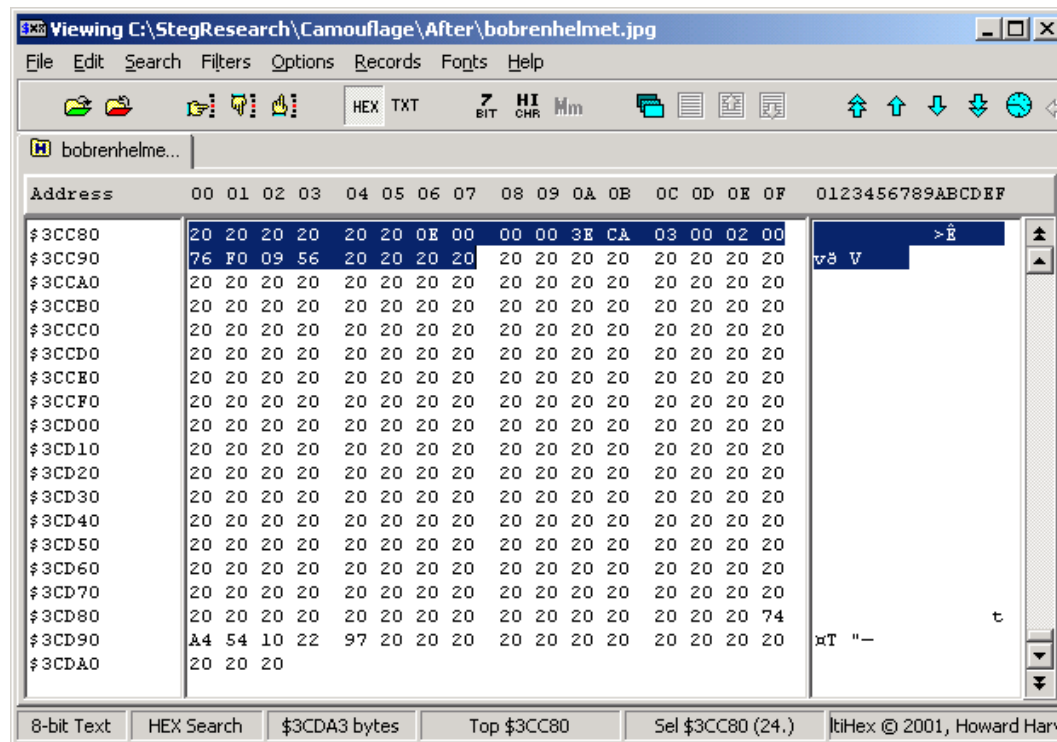 Viewing C:\StegResearch\Camouflage\After\bobrenhelmet.jpg
File Edit Search Filters Options Records Fonts Help
HEX TXT 7 BIT HI CHR Mm
H bobrenhelme...
Address 00 01 02 03 04 05 06 07 08 09 0A 0B 0C 0D 0E 0F 0123456789ABCDEF
$3CC80 20 20 20 20 20 20 0E 00 00 00 3E CA 03 00 02 00 >Ê
$3CC90 76 F0 09 56 20 20 20 20 20 20 20 20 20 20 20 20 vð V
$3CCA0 20 20 20 20 20 20 20 20 20 20 20 20 20 20 20 20
$3CCB0 20 20 20 20 20 20 20 20 20 20 20 20 20 20 20 20
$3CCC0 20 20 20 20 20 20 20 20 20 20 20 20 20 20 20 20
$3CCD0 20 20 20 20 20 20 20 20 20 20 20 20 20 20 20 20
$3CCE0 20 20 20 20 20 20 20 20 20 20 20 20 20 20 20 20
$3CCF0 20 20 20 20 20 20 20 20 20 20 20 20 20 20 20 20
$3CD00 20 20 20 20 20 20 20 20 20 20 20 20 20 20 20 20
$3CD10 20 20 20 20 20 20 20 20 20 20 20 20 20 20 20 20
$3CD20 20 20 20 20 20 20 20 20 20 20 20 20 20 20 20 20
$3CD30 20 20 20 20 20 20 20 20 20 20 20 20 20 20 20 20
$3CD40 20 20 20 20 20 20 20 20 20 20 20 20 20 20 20 20
$3CD50 20 20 20 20 20 20 20 20 20 20 20 20 20 20 20 20
$3CD60 20 20 20 20 20 20 20 20 20 20 20 20 20 20 20 20
$3CD70 20 20 20 20 20 20 20 20 20 20 20 20 20 20 20 20
$3CD80 20 20 20 20 20 20 20 20 20 20 20 20 20 20 20 74 t
$3CD90 A4 54 10 22 97 20 20 20 20 20 20 20 20 20 20 20 ¤T "—
$3CDA0 20 20 20
8-bit Text HEX Search $3CDA3 bytes Top $3CC80 Sel $3CC80 (24.) ltiHex © 2001, Howard Harv